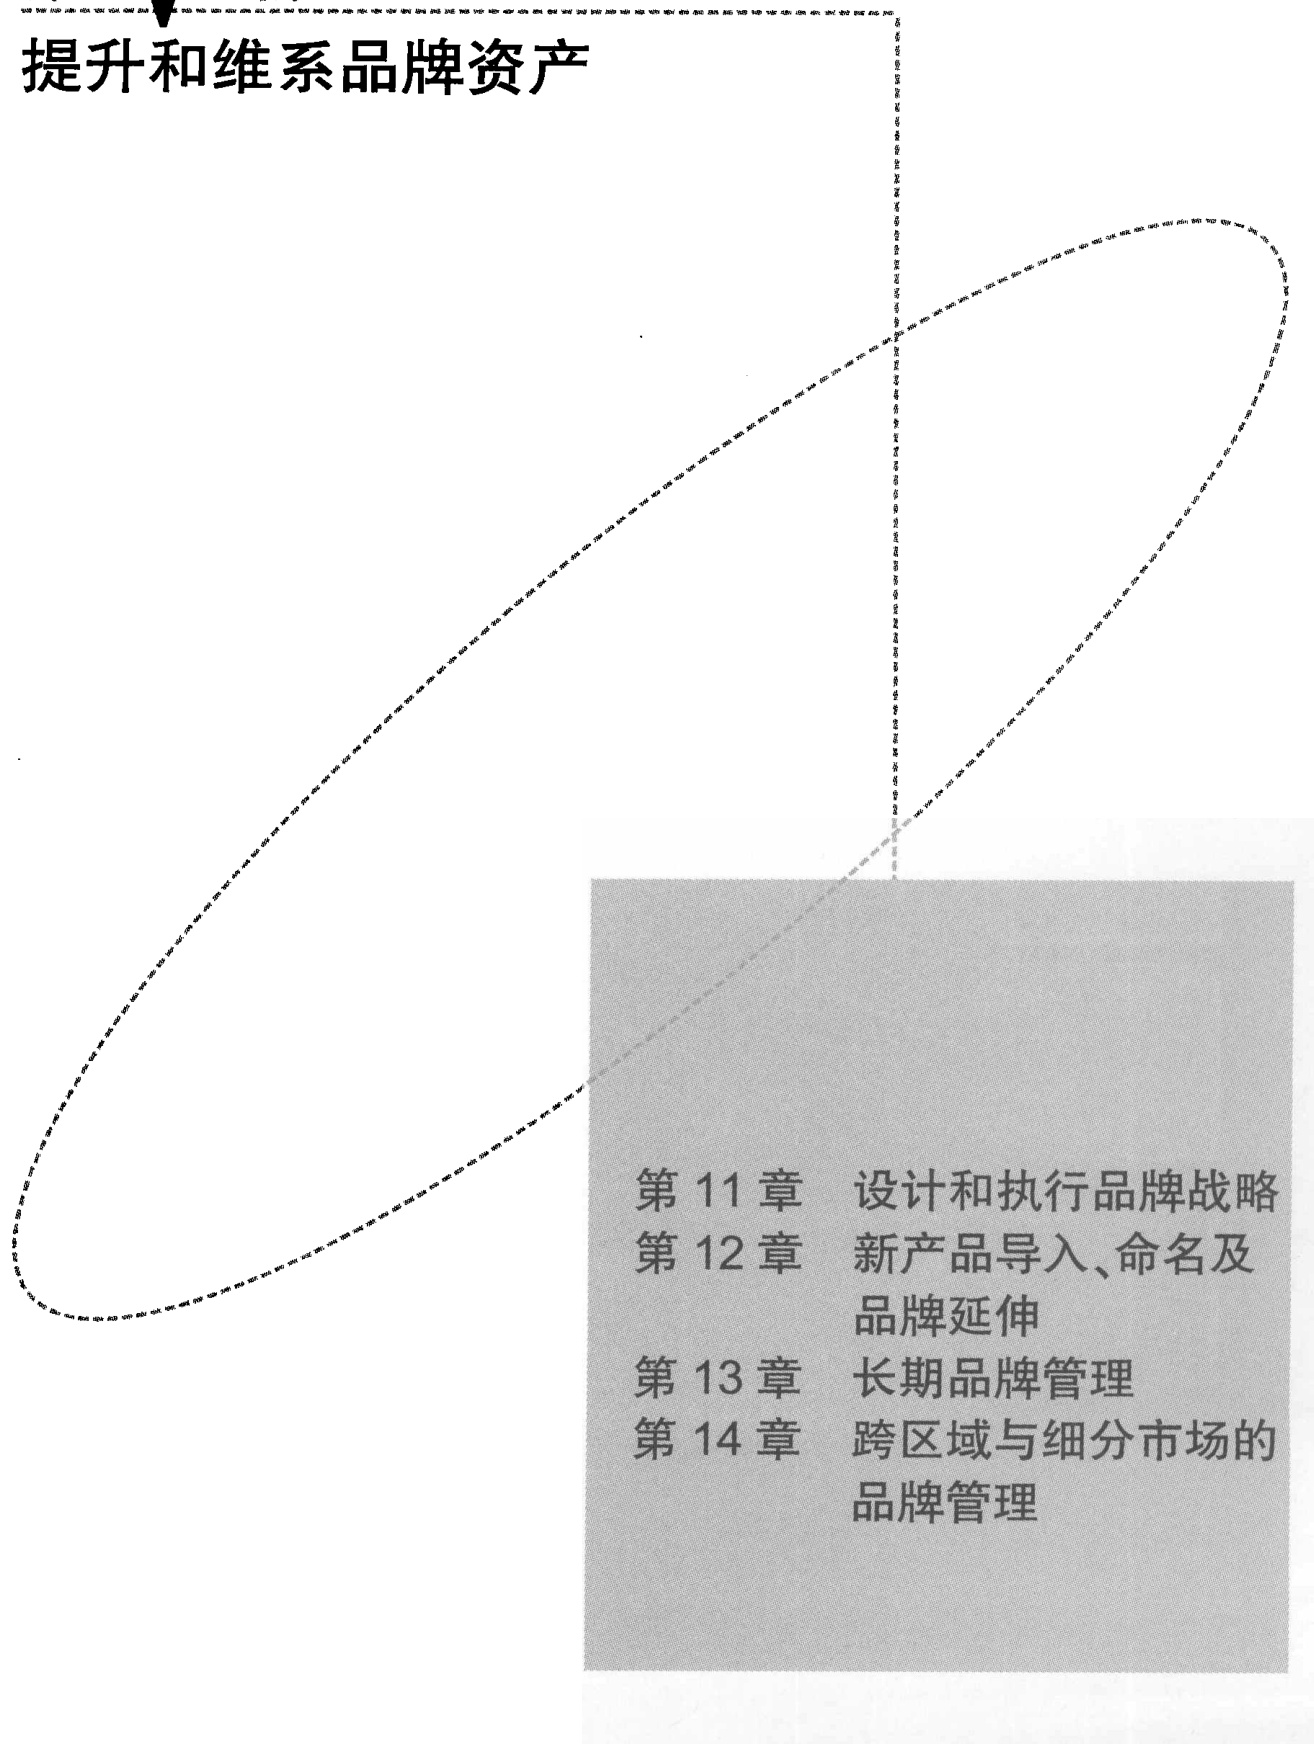 提升和维系品牌资产
第 11 章 设计和执行品牌战略
第 12 章 新产品导入、命名及
品牌延伸
第 13 章 长期品牌管理
第 14 章 跨区域与细分市场的
品牌管理